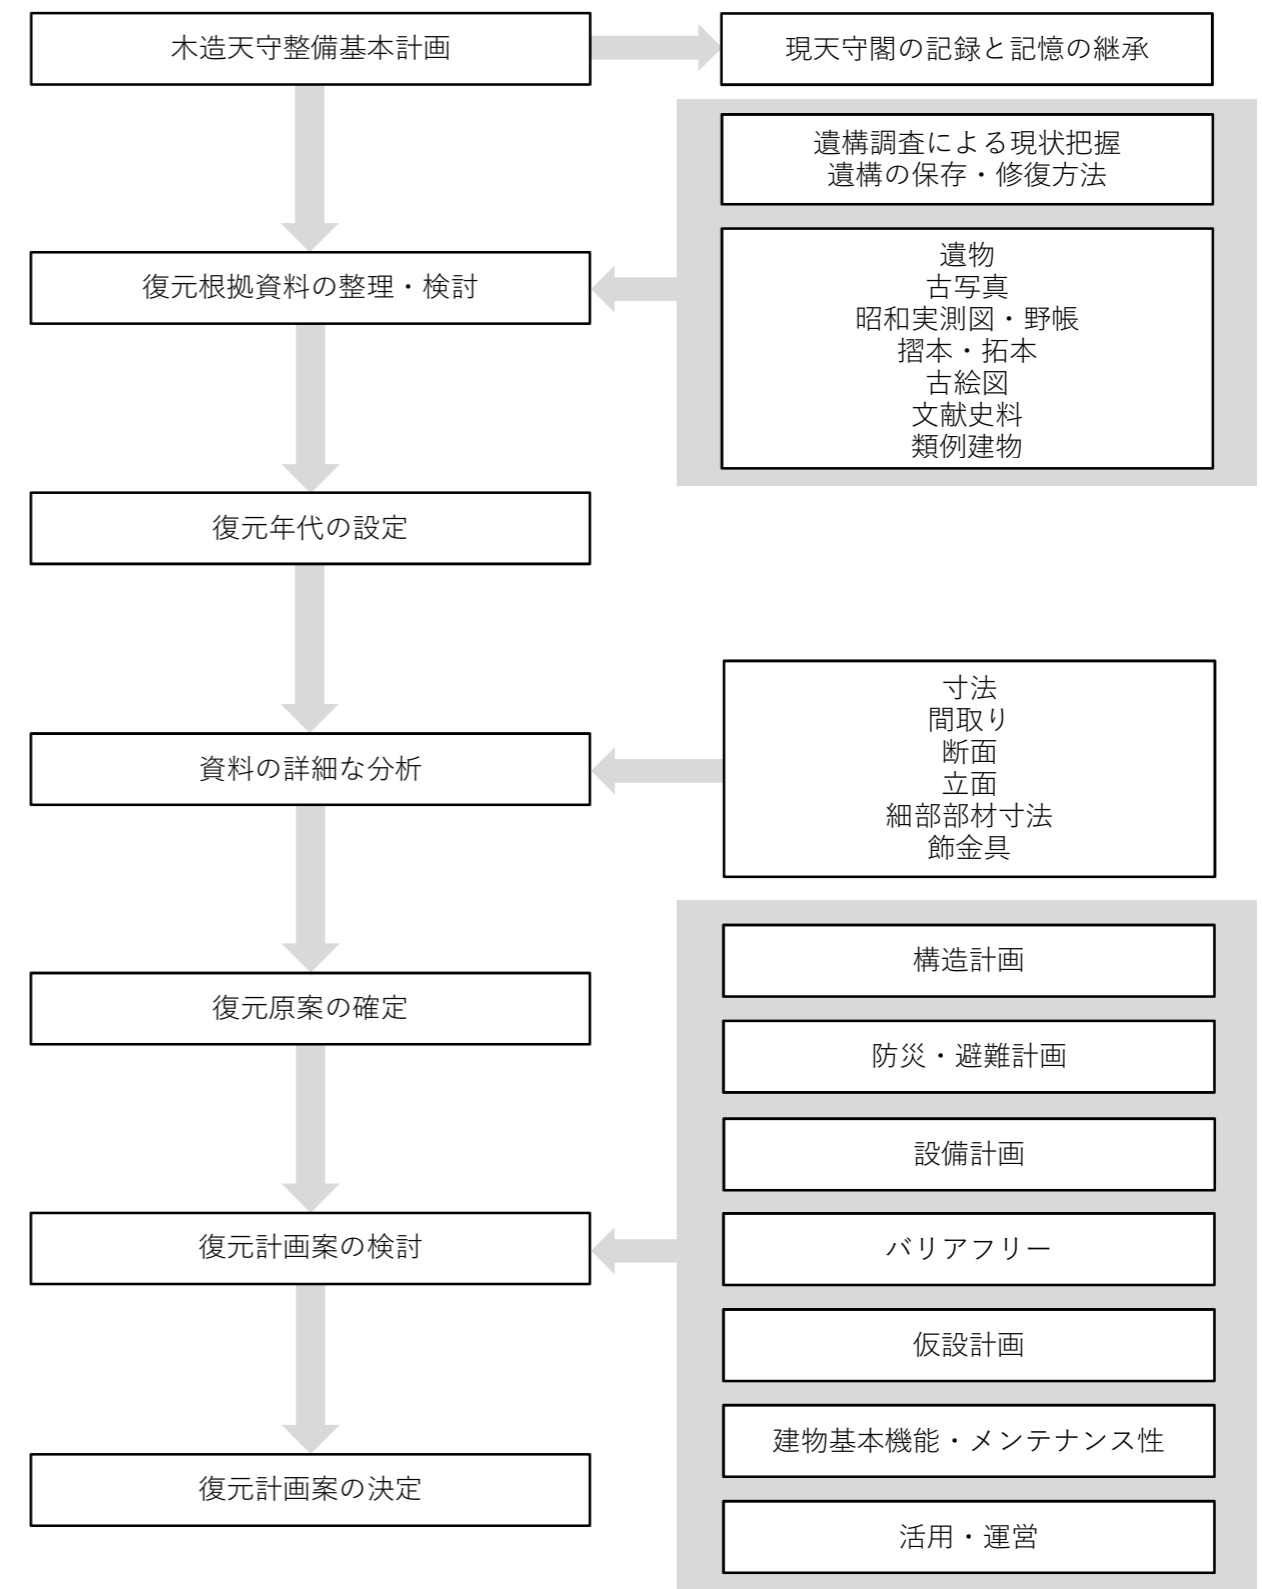 木造天守整備基本計画
現天守閣の記録と記憶の継承
遺構調査による現状把握
遺構の保存・修復方法
復元根拠資料の整理・検討
遺物
古写真
昭和実測図・野帳
摺本・拓本
古絵図
文献史料
類例建物
復元年代の設定
資料の詳細な分析
寸法
間取り
断面
立面
細部部材寸法
飾金具
復元原案の確定
復元計画案の検討
構造計画
防災・避難計画
設備計画
バリアフリー
仮設計画
建物基本機能・メンテナンス性
活用・運営
復元計画案の決定